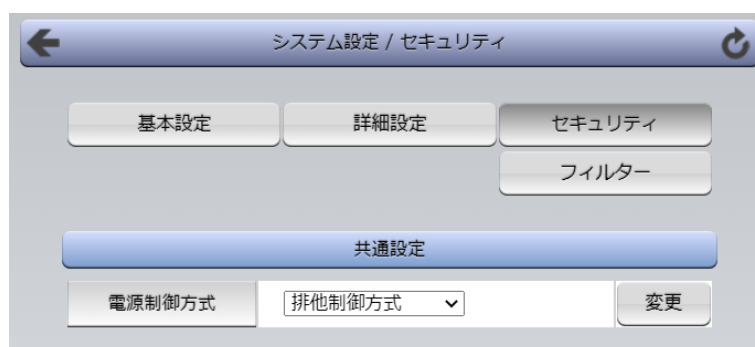 システム設定 / セキュリティ
基本設定 詳細設定 セキュリティ
フィルター
共通設定
電源制御方式 排他制御方式 変更